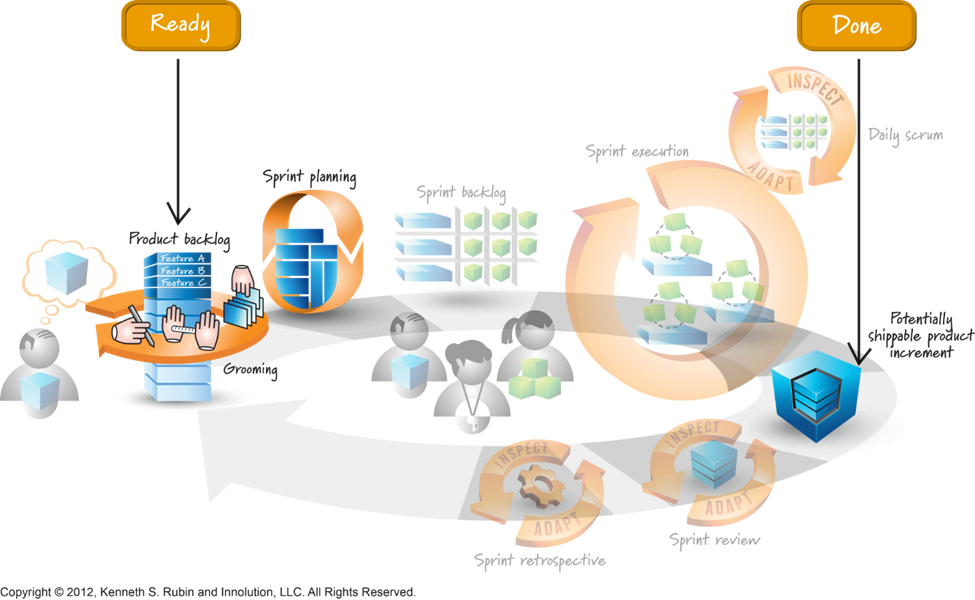 Ready
Done
INSPECT
ADAPT
Daily scrum
Sprint execution
Sprint planning
Sprint backlog
Product backlog
Feature A
Feature B
Feature C
Grooming
Potentially
shippable product
increment
INSPECT
ADAPT
Sprint retrospective
INSPECT
ADAPT
Sprint review
Copyright © 2012, Kenneth S. Rubin and Innolution, LLC. All Rights Reserved.